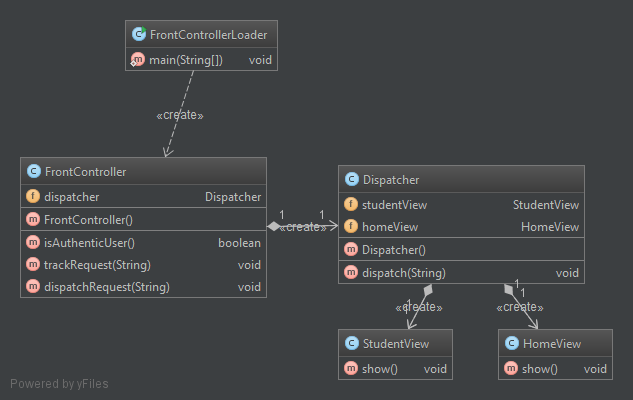 FrontControllerLoader
main(String[]) void
«create»
FrontController
dispatcher Dispatcher
FrontController()
isAuthenticUser() boolean
trackRequest(String) void
dispatchRequest(String) void
1 1
«create»
Dispatcher
studentView StudentView
homeView HomeView
Dispatcher()
dispatch(String) void
1 1
«create» «create»
1 1
StudentView
show() void
HomeView
show() void
Powered by yFiles